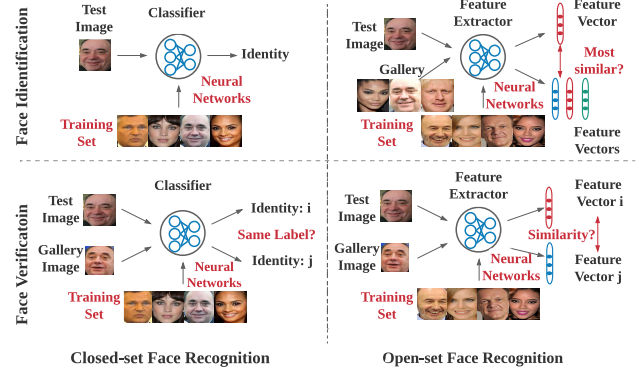 Face Idientfication
Test
Image
Classifier
Identity
Neural
Networks
Training
Set
Test
Image
Feature
Extractor
Feature
Vector
Gallery
Most
similar?
Neural
Networks
Training
Set
Feature
Vectors
Face Verificatoin
Test
Image
Classifier
Identity: i
Same Label?
Gallery
Image
Identity: j
Neural
Networks
Training
Set
Test
Image
Feature
Extractor
Feature
Vector i
Similarity?
Gallery
Image
Neural
Networks
Feature
Vector j
Training
Set
Closed-set Face Recognition
Open-set Face Recognition